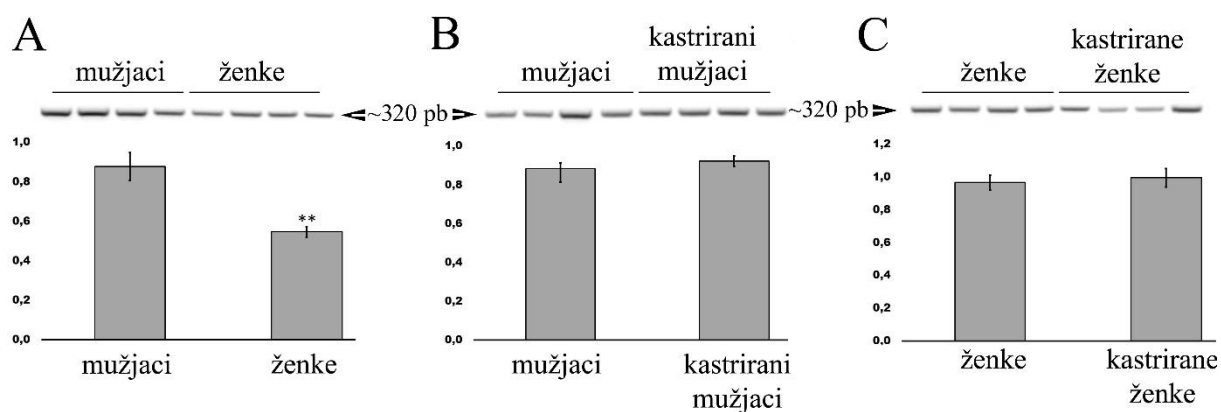 A
mužjaci ženke
~320 pb
1,0
0,8
0,6
0,4
0,2
0,0
**
mužjaci ženke
B
mužjaci kastrirani
mužjaci
~320 pb
1,0
0,8
0,6
0,4
0,2
0,0
mužjaci kastrirani
mužjaci
C
ženke kastrirane
ženke
1,2
1,0
0,8
0,6
0,4
0,2
0,0
ženke kastrirane
ženke